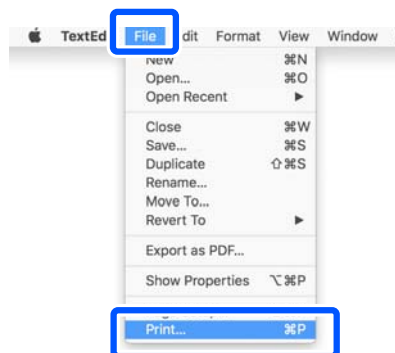 TextEd File dit Format View Window
New ⌘N
Open... ⌘O
Open Recent ▶
Close ⌘W
Save... ⌘S
Duplicate ⇧⌘S
Rename...
Move To...
Revert To ▶
Export as PDF...
Show Properties ⌥⌘P
Print... ⌘P